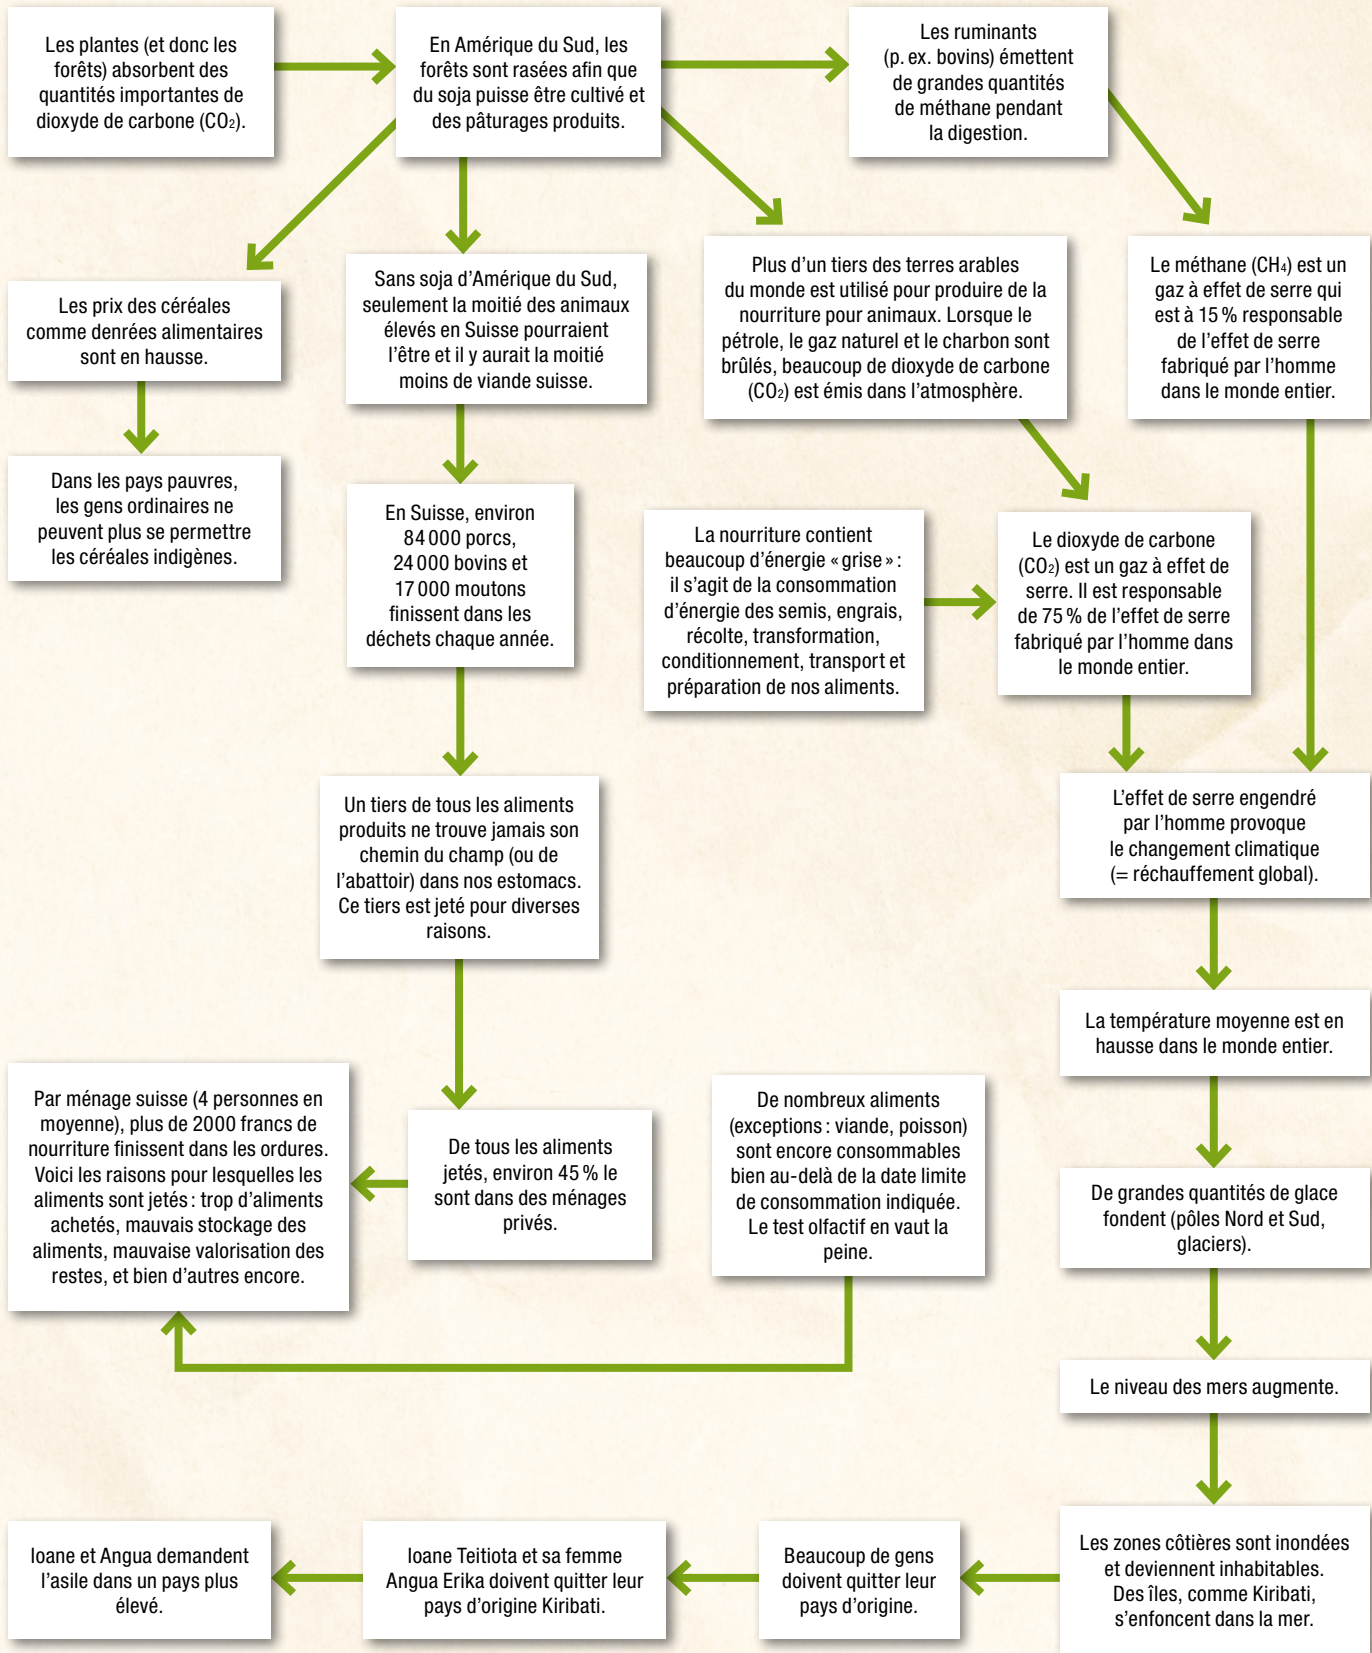 Les plantes (et donc les
forêts) absorbent des
quantités importantes de
dioxyde de carbone (CO₂).
En Amérique du Sud, les
forêts sont rasées afin que
du soja puisse être cultivé et
des pâturages produits.
Les ruminants
(p. ex. bovins) émettent
de grandes quantités
de méthane pendant
la digestion.
Les prix des céréales
comme denrées alimentaires
sont en hausse.
Sans soja d’Amérique du Sud,
seulement la moitié des animaux
élevés en Suisse pourraient
l’être et il y aurait la moitié
moins de viande suisse.
Plus d’un tiers des terres arables
du monde est utilisé pour produire de la
nourriture pour animaux. Lorsque le
pétrole, le gaz naturel et le charbon sont
brûlés, beaucoup de dioxyde de carbone
(CO₂) est émis dans l’atmosphère.
Le méthane (CH₄) est un
gaz à effet de serre qui
est à 15 % responsable
de l’effet de serre
fabriqué par l’homme
dans le monde entier.
Dans les pays pauvres,
les gens ordinaires ne
peuvent plus se permettre
les céréales indigènes.
En Suisse, environ
84 000 porcs,
24 000 bovins et
17 000 moutons
finissent dans les
déchets chaque année.
La nourriture contient
beaucoup d’énergie « grise » :
il s’agit de la consommation
d’énergie des semis, engrais,
récolte, transformation,
conditionnement, transport et
préparation de nos aliments.
Le dioxyde de carbone
(CO₂) est un gaz à effet de
serre. Il est responsable
de 75 % de l’effet de serre
fabriqué par l’homme dans
le monde entier.
Un tiers de tous les aliments
produits ne trouve jamais son
chemin du champ (ou de
l’abattoir) dans nos estomacs.
Ce tiers est jeté pour diverses
raisons.
L’effet de serre engendré
par l’homme provoque
le changement climatique
(= réchauffement global).
La température moyenne est en
hausse dans le monde entier.
Par ménage suisse (4 personnes en
moyenne), plus de 2000 francs de
nourriture finissent dans les ordures.
Voici les raisons pour lesquelles les
aliments sont jetés : trop d’aliments
achetés, mauvais stockage des
aliments, mauvaise valorisation des
restes, et bien d’autres encore.
De tous les aliments
jetés, environ 45 % le
sont dans des ménages
privés.
De nombreux aliments
(exceptions : viande, poisson)
sont encore consommables
bien au-delà de la date limite
de consommation indiquée.
Le test olfactif en vaut la
peine.
De grandes quantités de glace
fondent (pôles Nord et Sud,
glaciers).
Le niveau des mers augmente.
Ioane et Angua demandent
l’asile dans un pays plus
élevé.
Ioane Teitiota et sa femme
Angua Erika doivent quitter leur
pays d’origine Kiribati.
Beaucoup de gens
doivent quitter leur
pays d’origine.
Les zones côtières sont inondées
et deviennent inhabitables.
Des îles, comme Kiribati,
s’enfoncent dans la mer.